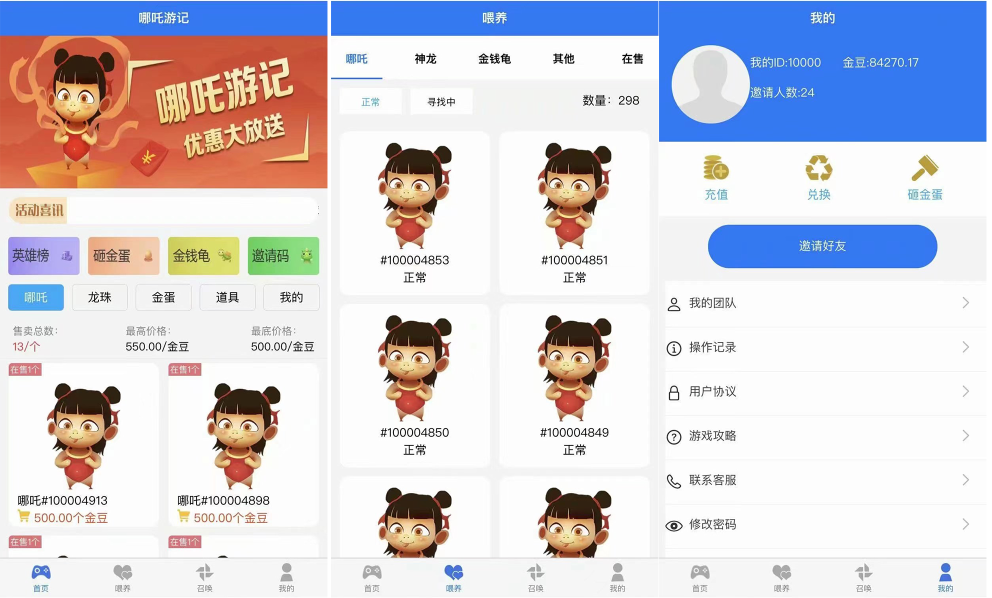 哪吒游记
哪吒游记
优惠大放送
活动喜讯
英雄榜
砸金蛋
金钱龟
邀请码
哪吒
龙珠
金蛋
道具
我的
售卖总数:
最高价格:
最底价格:
13/个
550.00/金豆
500.00/金豆
在售1个
在售1个
哪吒#100004913
哪吒#100004898
500.00个金豆
500.00个金豆
在售1个
在售1个
首页
喂养
召唤
我的
喂养
哪吒
神龙
金钱龟
其他
在售
正常
寻找中
数量: 298
#100004853
正常
#100004851
正常
#100004850
正常
#100004849
正常
首页
喂养
召唤
我的
我的
我的ID:10000
金豆:84270.17
邀请人数:24
充值
兑换
砸金蛋
邀请好友
我的团队
操作记录
用户协议
游戏攻略
联系客服
修改密码
首页
喂养
召唤
我的